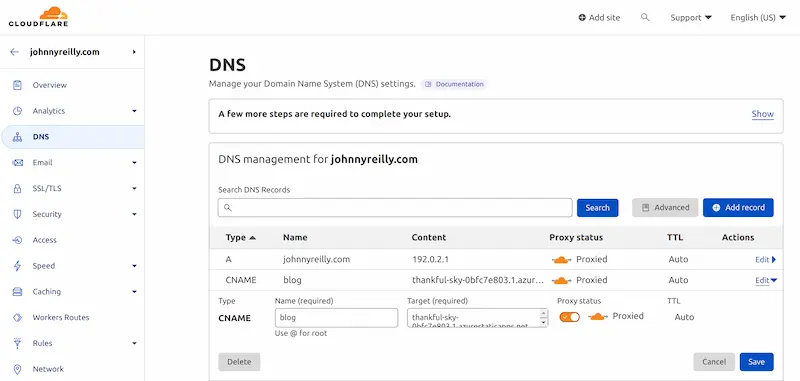 CLOUDFLARE
Add site
Support
English (US)
johnnyreilly.com
Overview
Analytics
DNS
Email
SSL/TLS
Security
Access
Speed
Caching
Workers Routes
Rules
Network
DNS
Manage your Domain Name System (DNS) settings. Documentation
A few more steps are required to complete your setup. Show
DNS management for johnnyreilly.com
Search DNS Records
Search Advanced Add record
Type Name Content Proxy status TTL Actions
A johnnyreilly.com 192.0.2.1 Proxied Auto Edit
CNAME blog thankful-sky-0bfc7e803.1.azur... Proxied Auto Edit
Type Name (required) Target (required) Proxy status TTL
CNAME blog thankful-sky- Proxied Auto
0bfc7e803.1.azurestaticapps.net
Use @ for root
Delete Cancel Save